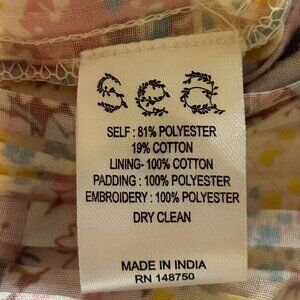 Sea
SELF : 81% POLYESTER
19% COTTON
LINING- 100% COTTON
PADDING : 100% POLYESTER
EMBROIDERY : 100% POLYESTER
DRY CLEAN
MADE IN INDIA
RN 148750